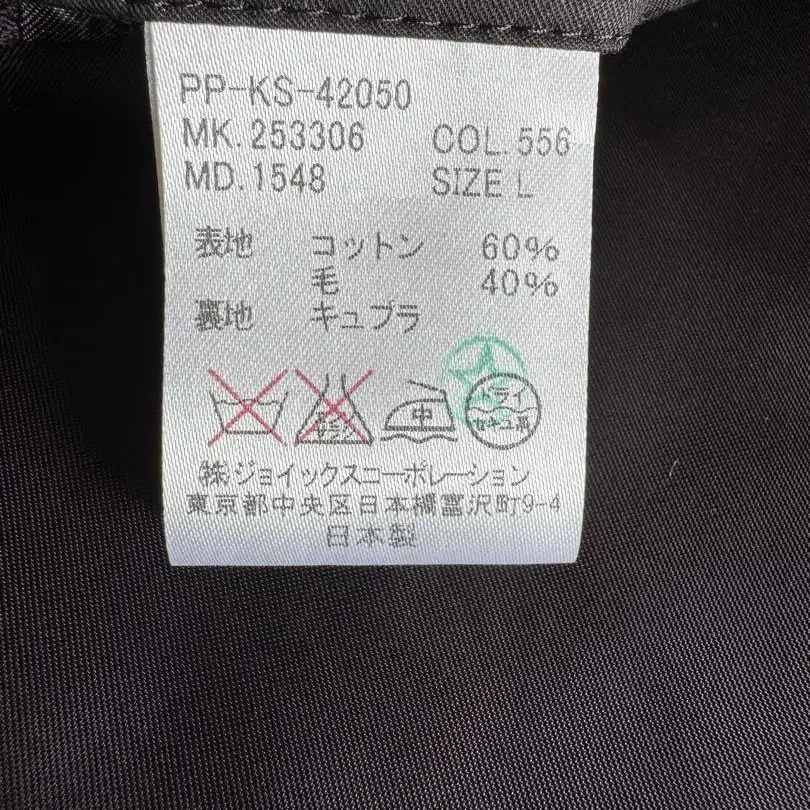 PP-KS-42050
MK.253306 COL.556
MD.1548 SIZE L
表地 コットン 60%
毛 40%
裏地 キュプラ
中 ドライ
(株)ジョイックスコーポレーション
東京都中央区日本橋富沢町9-4
日本製